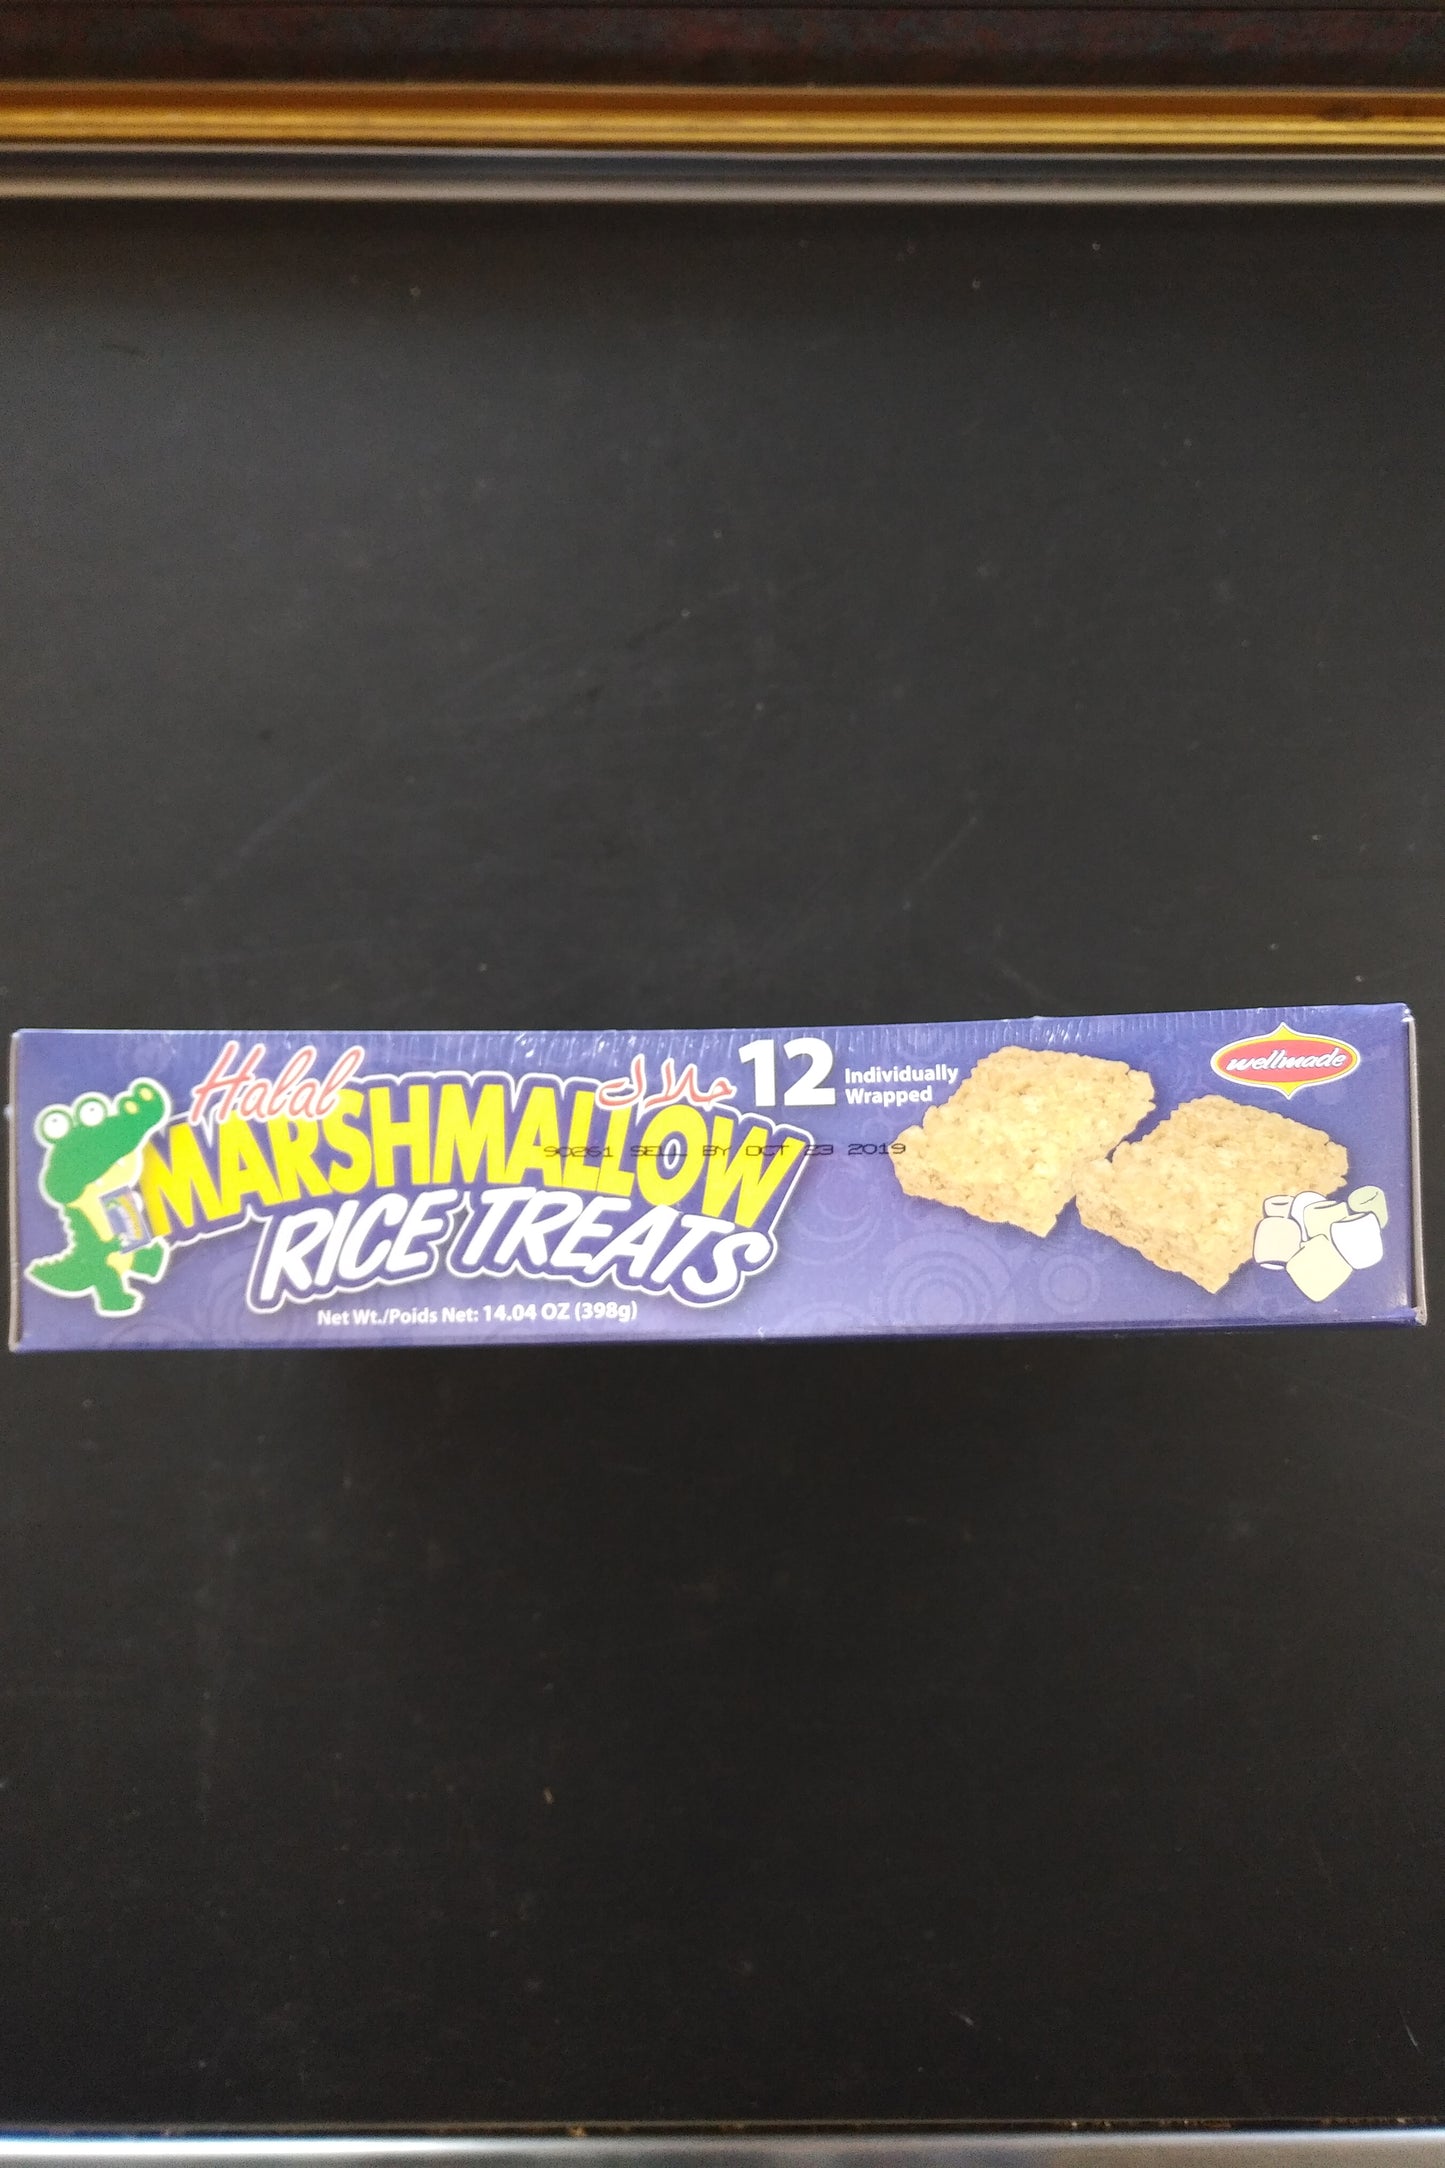 Halal
حلال
12
Individually
Wrapped
wellmade
MARSHMALLOW
90261 SELL BY OCT 23 2019
RICE TREATS
Net Wt./Poids Net: 14.04 OZ (398g)